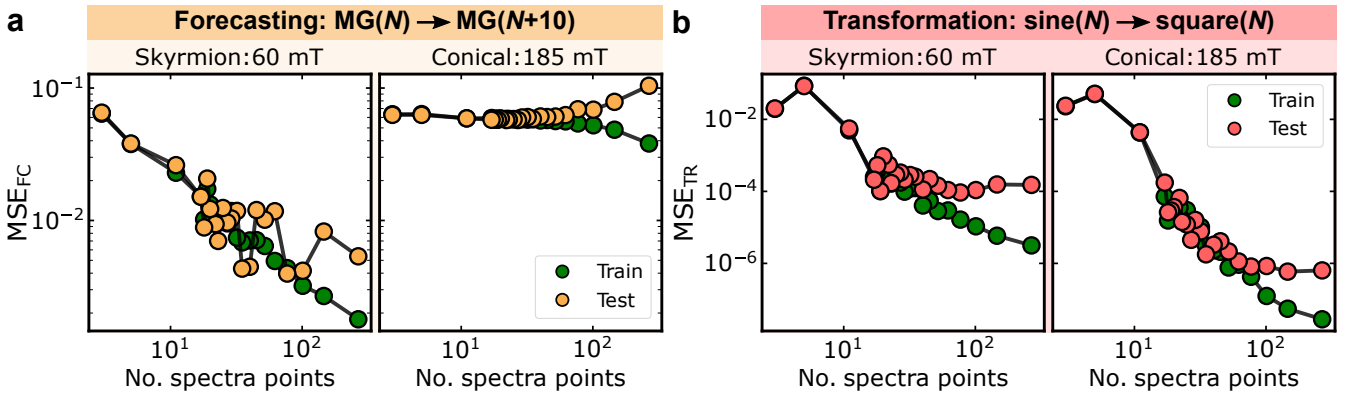 a
Forecasting: MG(N) → MG(N+10)
Skyrmion:60 mT
Conical:185 mT
MSE_FC
10⁻¹
10⁻²
10¹
10²
10¹
10²
No. spectra points
No. spectra points
Train
Test
b
Transformation: sine(N) → square(N)
Skyrmion:60 mT
Conical:185 mT
MSE_TR
10⁻²
10⁻⁴
10⁻⁶
10¹
10²
10¹
10²
No. spectra points
No. spectra points
Train
Test